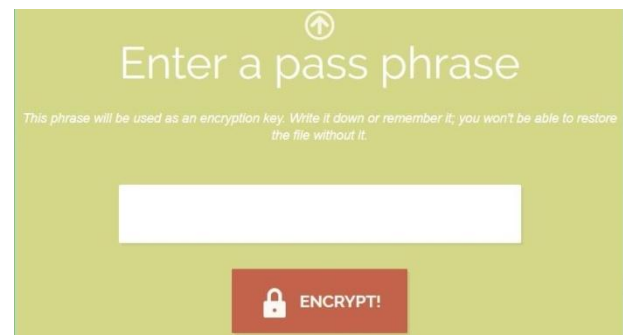 Enter a pass phrase
This phrase will be used as an encryption key. Write it down or remember it; you won't be able to restore
the file without it.
ENCRYPT!